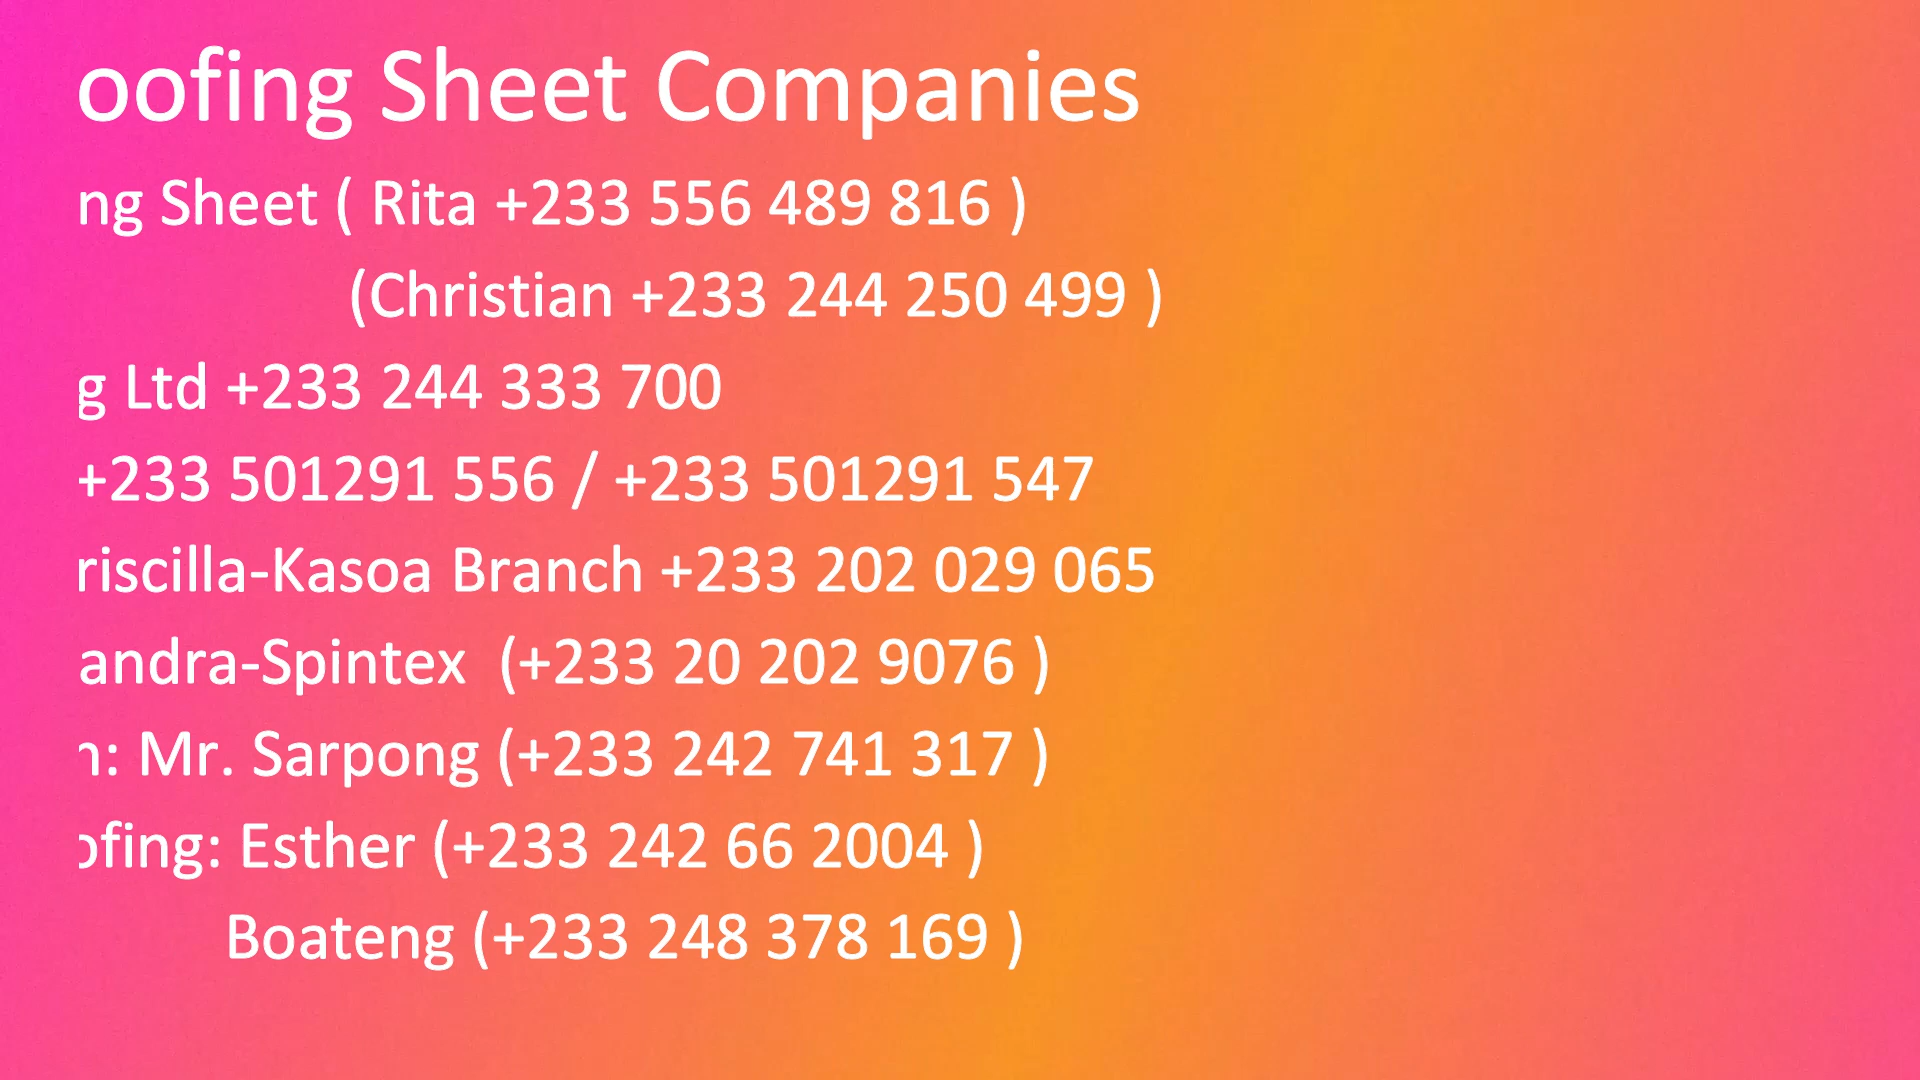 oofing Sheet Companies
ng Sheet ( Rita +233 556 489 816 )
(Christian +233 244 250 499 )
g Ltd +233 244 333 700
+233 501291 556 / +233 501291 547
riscilla-Kasoa Branch +233 202 029 065
andra-Spintex (+233 20 202 9076 )
n: Mr. Sarpong (+233 242 741 317 )
ofing: Esther (+233 242 66 2004 )
Boateng (+233 248 378 169 )